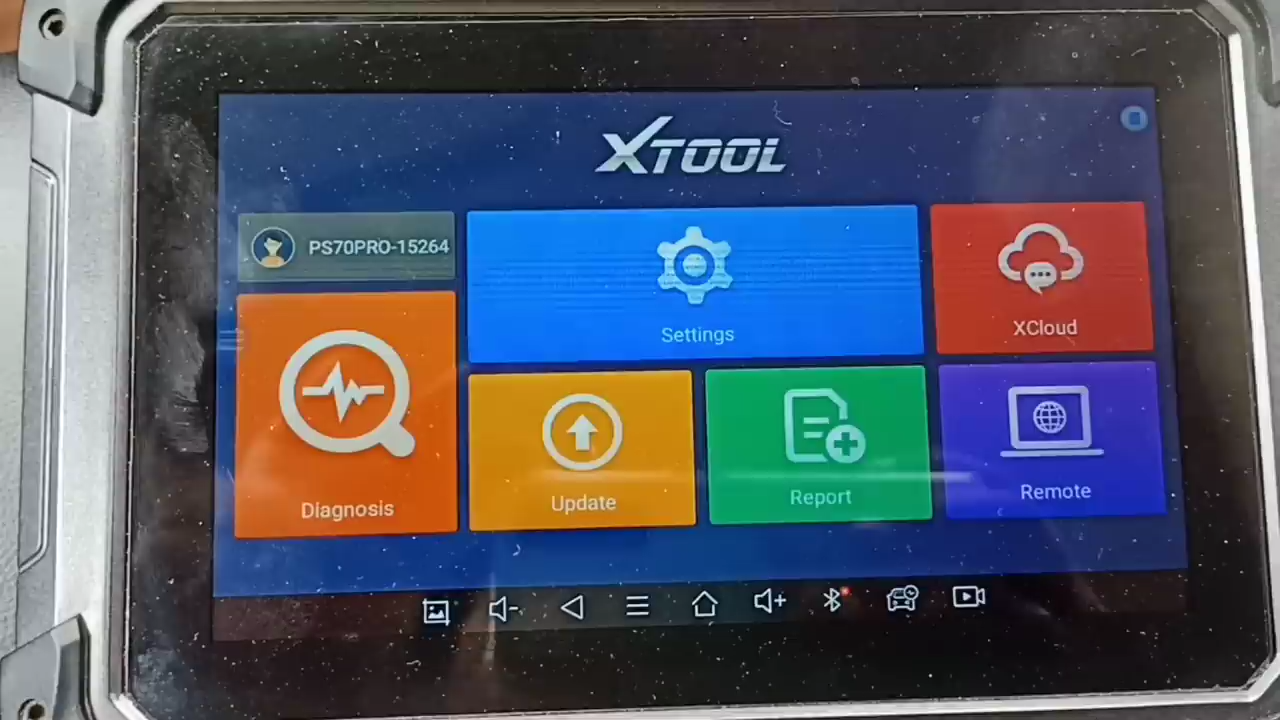 XTOOL
PS70PRO-15264
Settings
XCloud
Diagnosis
Update
Report
Remote